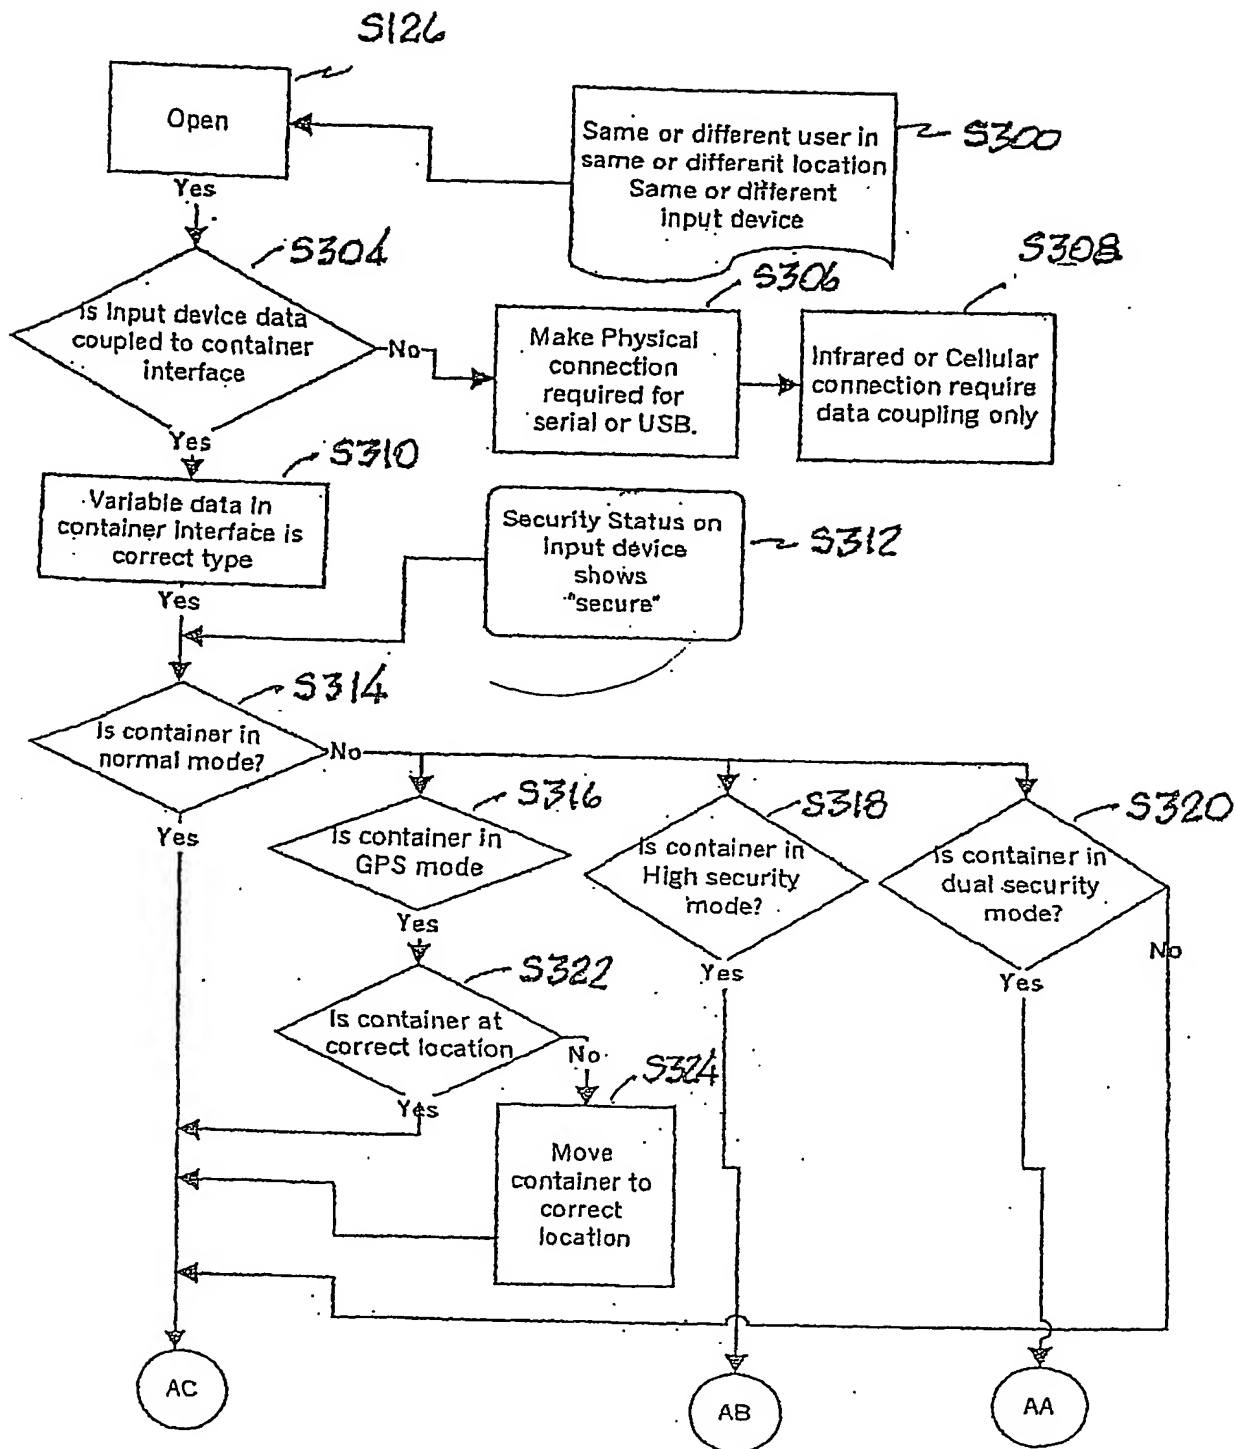 S126
Open
Same or different user in
same or different location
Same or different
input device
S300
Yes
S304
Is input device data
coupled to container
interface
No
S306
Make Physical
connection
required for
serial or USB.
S308
Infrared or Cellular
connection require
data coupling only
Yes
S310
Variable data in
container interface is
correct type
Security Status on
input device
shows
"secure"
S312
Yes
S314
Is container in
normal mode?
No
S316
Is container in
GPS mode
S318
Is container in
High security
mode?
S320
Is container in
dual security
mode?
Yes
Yes
Yes
Yes
No
S322
Is container at
correct location
No
S324
Yes
Move
container to
correct
location
AC
AB
AA